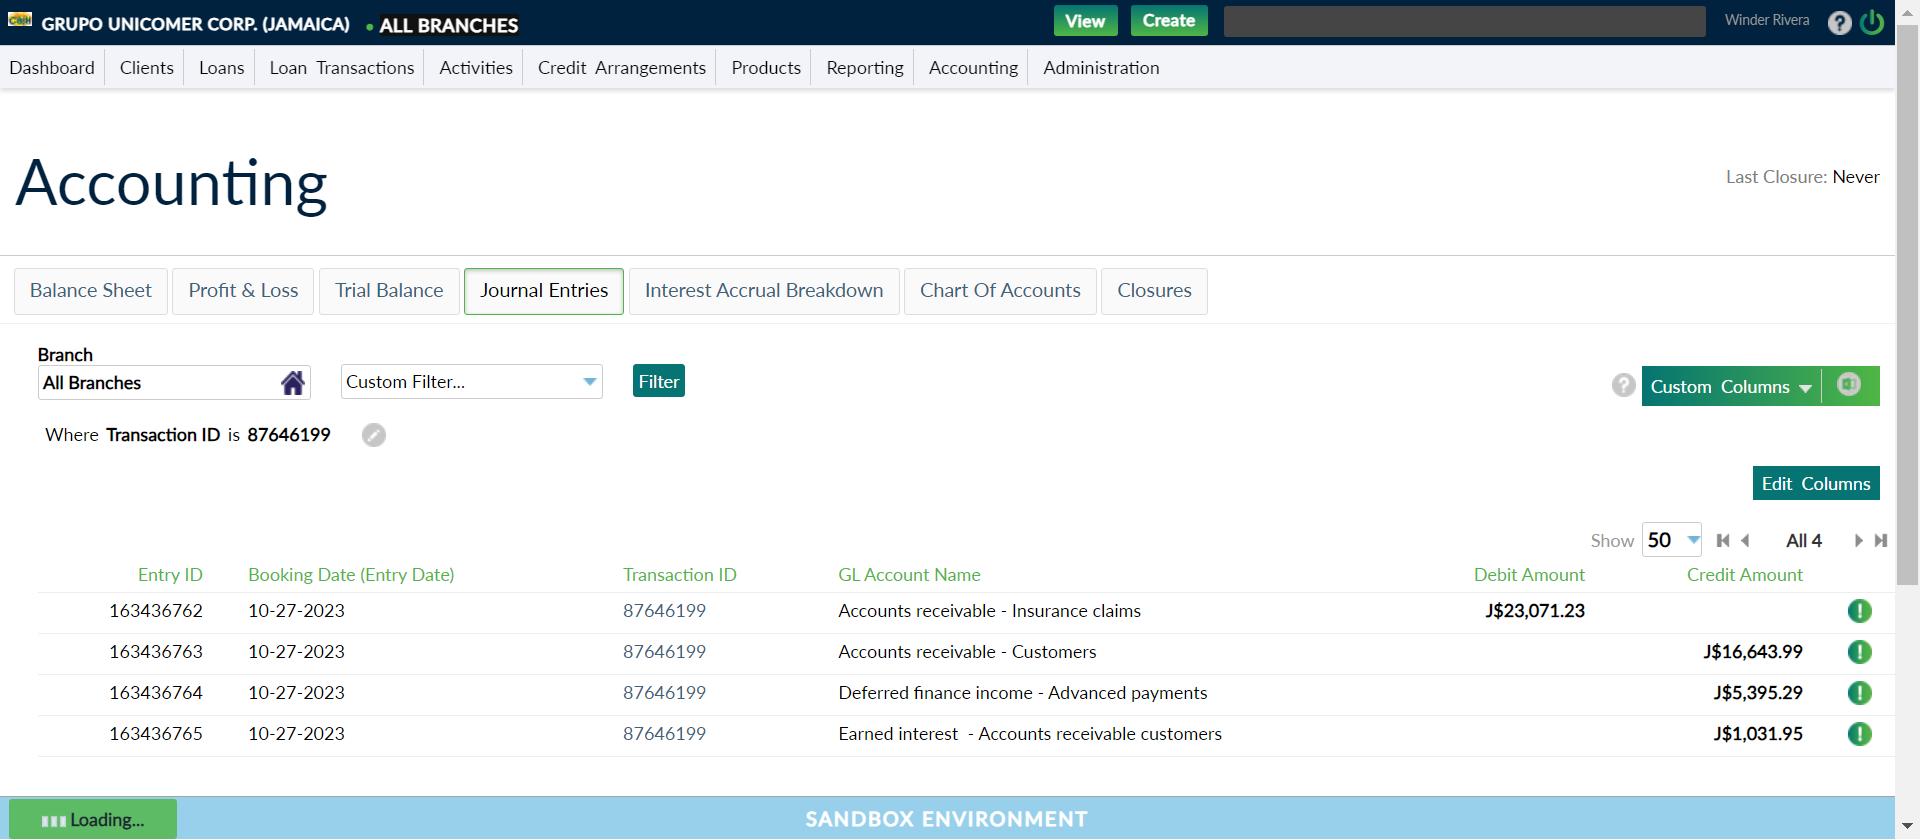 GRUPO UNICOMER CORP. (JAMAICA) • ALL BRANCHES View Create Winder Rivera ?
Dashboard Clients Loans Loan Transactions Activities Credit Arrangements Products Reporting Accounting Administration
Accounting
Last Closure: Never
Balance Sheet Profit & Loss Trial Balance Journal Entries Interest Accrual Breakdown Chart Of Accounts Closures
Branch
All Branches Custom Filter... Filter ? Custom Columns
Where Transaction ID is 87646199
Edit Columns
Show 50 All 4
Entry ID Booking Date (Entry Date) Transaction ID GL Account Name Debit Amount Credit Amount
163436762 10-27-2023 87646199 Accounts receivable - Insurance claims J$23,071.23
163436763 10-27-2023 87646199 Accounts receivable - Customers J$16,643.99
163436764 10-27-2023 87646199 Deferred finance income - Advanced payments J$5,395.29
163436765 10-27-2023 87646199 Earned interest - Accounts receivable customers J$1,031.95
Loading... SANDBOX ENVIRONMENT